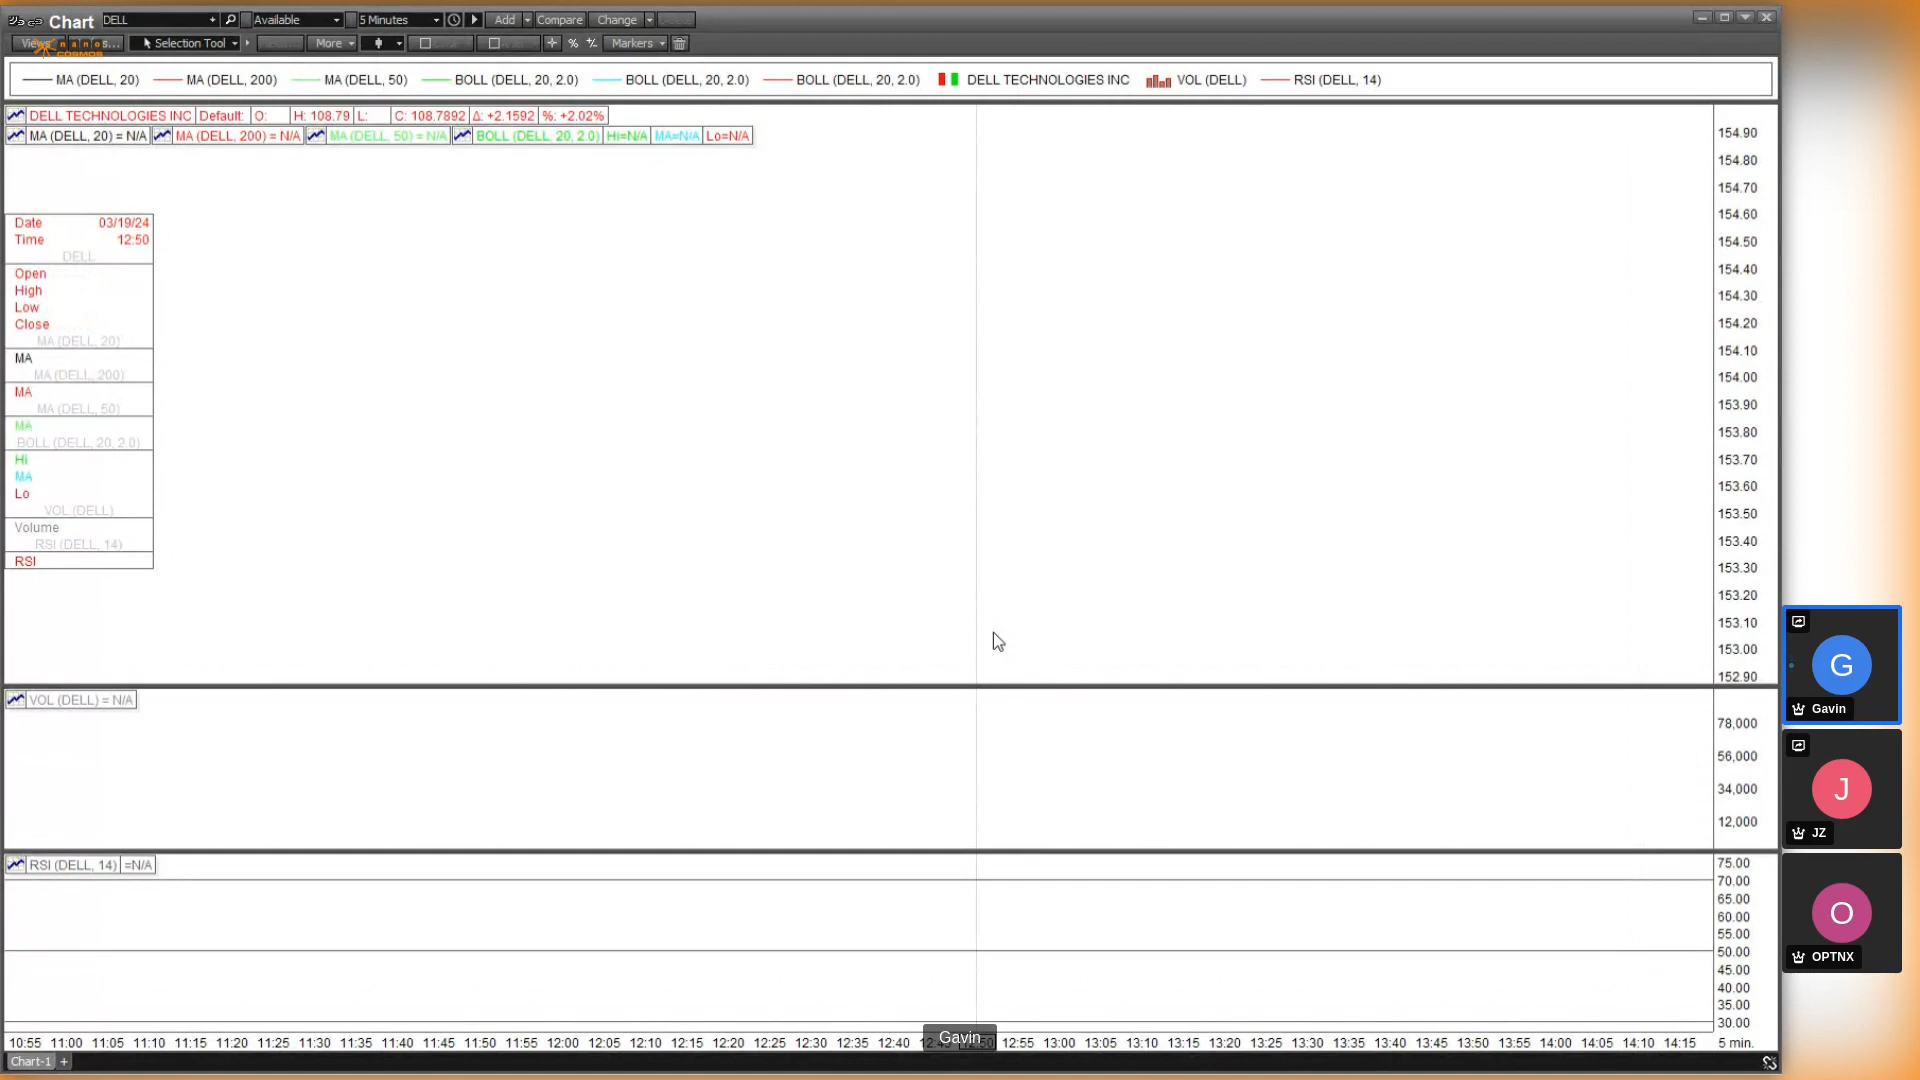 Chart DELL Available 5 Minutes Add Compare Change
nanos... Selection Tool More % Markers
COSMOS
MA (DELL, 20) MA (DELL, 200) MA (DELL, 50) BOLL (DELL, 20, 2.0) BOLL (DELL, 20, 2.0) BOLL (DELL, 20, 2.0) DELL TECHNOLOGIES INC VOL (DELL) RSI (DELL, 14)
DELL TECHNOLOGIES INC Default: O: H: 108.79 L: C: 108.7892 Δ: +2.1592 %: +2.02%
MA (DELL, 20) = N/A MA (DELL, 200) = N/A MA (DELL, 50) = N/A BOLL (DELL, 20, 2.0) Hi=N/A MA=N/A Lo=N/A
154.90
154.80
154.70
154.60
154.50
154.40
154.30
154.20
154.10
154.00
153.90
153.80
153.70
153.60
153.50
153.40
153.30
153.20
153.10
153.00
152.90
Date 03/19/24
Time 12:50
DELL
Open
High
Low
Close
MA (DELL, 20)
MA
MA (DELL, 200)
MA
MA (DELL, 50)
MA
BOLL (DELL, 20, 2.0)
Hi
MA
Lo
VOL (DELL)
Volume
RSI (DELL, 14)
RSI
VOL (DELL) = N/A
78,000
56,000
34,000
12,000
RSI (DELL, 14) =N/A
75.00
70.00
65.00
60.00
55.00
50.00
45.00
40.00
35.00
30.00
10:55 11:00 11:05 11:10 11:15 11:20 11:25 11:30 11:35 11:40 11:45 11:50 11:55 12:00 12:05 12:10 12:15 12:20 12:25 12:30 12:35 12:40 12:55 13:00 13:05 13:10 13:15 13:20 13:25 13:30 13:35 13:40 13:45 13:50 13:55 14:00 14:05 14:10 14:15 5 min.
Gavin
Chart-1 +
G
Gavin
J
JZ
O
OPTNX